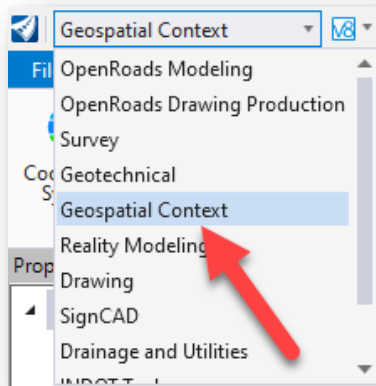 Geospatial Context
V8
Fil
OpenRoads Modeling
OpenRoads Drawing Production
Survey
Coo
Geotechnical
S
Geospatial Context
Reality Modeling
Prop
Drawing
SignCAD
Drainage and Utilities